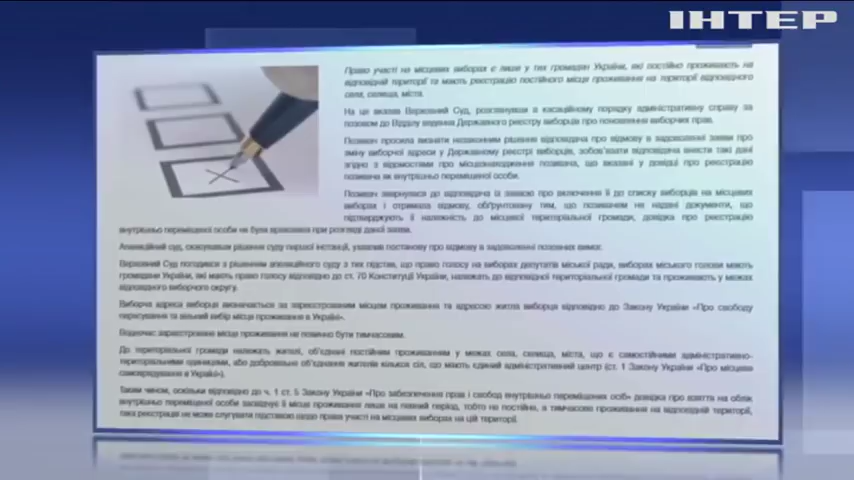 ІНТЕР
Право участі на місцевих виборах є лише у тих громадян України, які постійно проживають на
відповідній території та мають реєстрацію постійного місця проживання на території відповідного
села, селища, міста.
На це вказав Верховний Суд, розглянувши в касаційному порядку адміністративну справу за
позовом до Відділу ведення Державного реєстру виборців про поновлення виборчих прав.
Позивач просила визнати незаконним рішення відповідача про відмову в задоволенні заяви про
зміну виборчої адреси у Державному реєстрі виборців, зобов'язати відповідача внести такі дані
згідно з відомостями про місцезнаходження позивача, що вказані у довідці про реєстрацію
позивача як внутрішньо переміщеної особи.
Позивач звернулася до відповідача із заявою про включення її до списку виборців на місцевих
виборах і отримала відмову, обґрунтовану тим, що позивачем не надані документи, що
підтверджують її належність до місцевої територіальної громади, довідка про реєстрацію
внутрішньо переміщеної особи не була врахована при розгляді даної заяви.
Апеляційний суд, скасувавши рішення суду першої інстанції, ухвалив постанову про відмову в задоволенні позовних вимог.
Верховний Суд погодився з рішенням апеляційного суду з тих підстав, що право голосу на виборах депутатів міської ради, виборах міського голови мають
громадяни України, які мають право голосу відповідно до ст. 70 Конституції України, належать до відповідної територіальної громади та проживають у межах
відповідного виборчого округу.
Виборча адреса виборця визначається за зареєстрованим місцем проживання та адресою житла виборця відповідно до Закону України «Про свободу
пересування та вільний вибір місця проживання в Україні».
Водночас зареєстроване місце проживання не повинно бути тимчасовим.
До територіальної громади належать жителі, об'єднані постійним проживанням у межах села, селища, міста, що є самостійними адміністративно-
територіальними одиницями, або добровільне об'єднання жителів кількох сіл, що мають єдиний адміністративний центр (ст. 1 Закону України «Про місцеве
самоврядування в Україні»).
Таким чином, оскільки відповідно до ч. 1 ст. 5 Закону України «Про забезпечення прав і свобод внутрішньо переміщених осіб» довідка про взяття на облік
внутрішньо переміщеної особи засвідчує її місце проживання лише на певний період, тобто не постійно, а тимчасово проживання на відповідній території,
така реєстрація не може слугувати підставою щодо права участі на місцевих виборах на цій території.